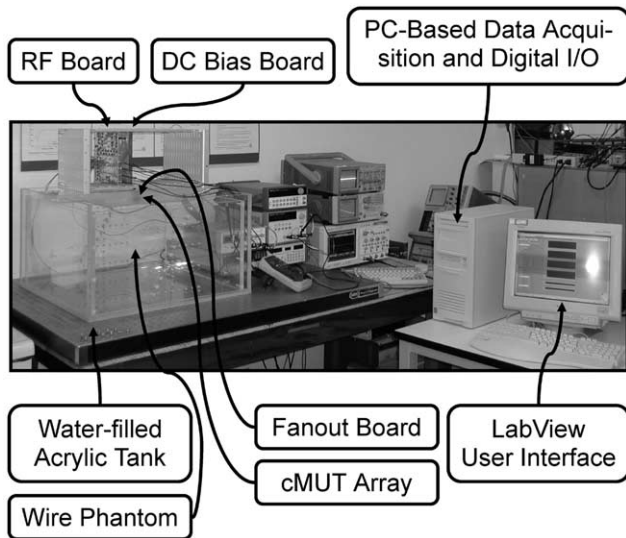 PC-Based Data Acqui-
sition and Digital I/O
RF Board
DC Bias Board
Water-filled
Acrylic Tank
Wire Phantom
Fanout Board
cMUT Array
LabView
User Interface